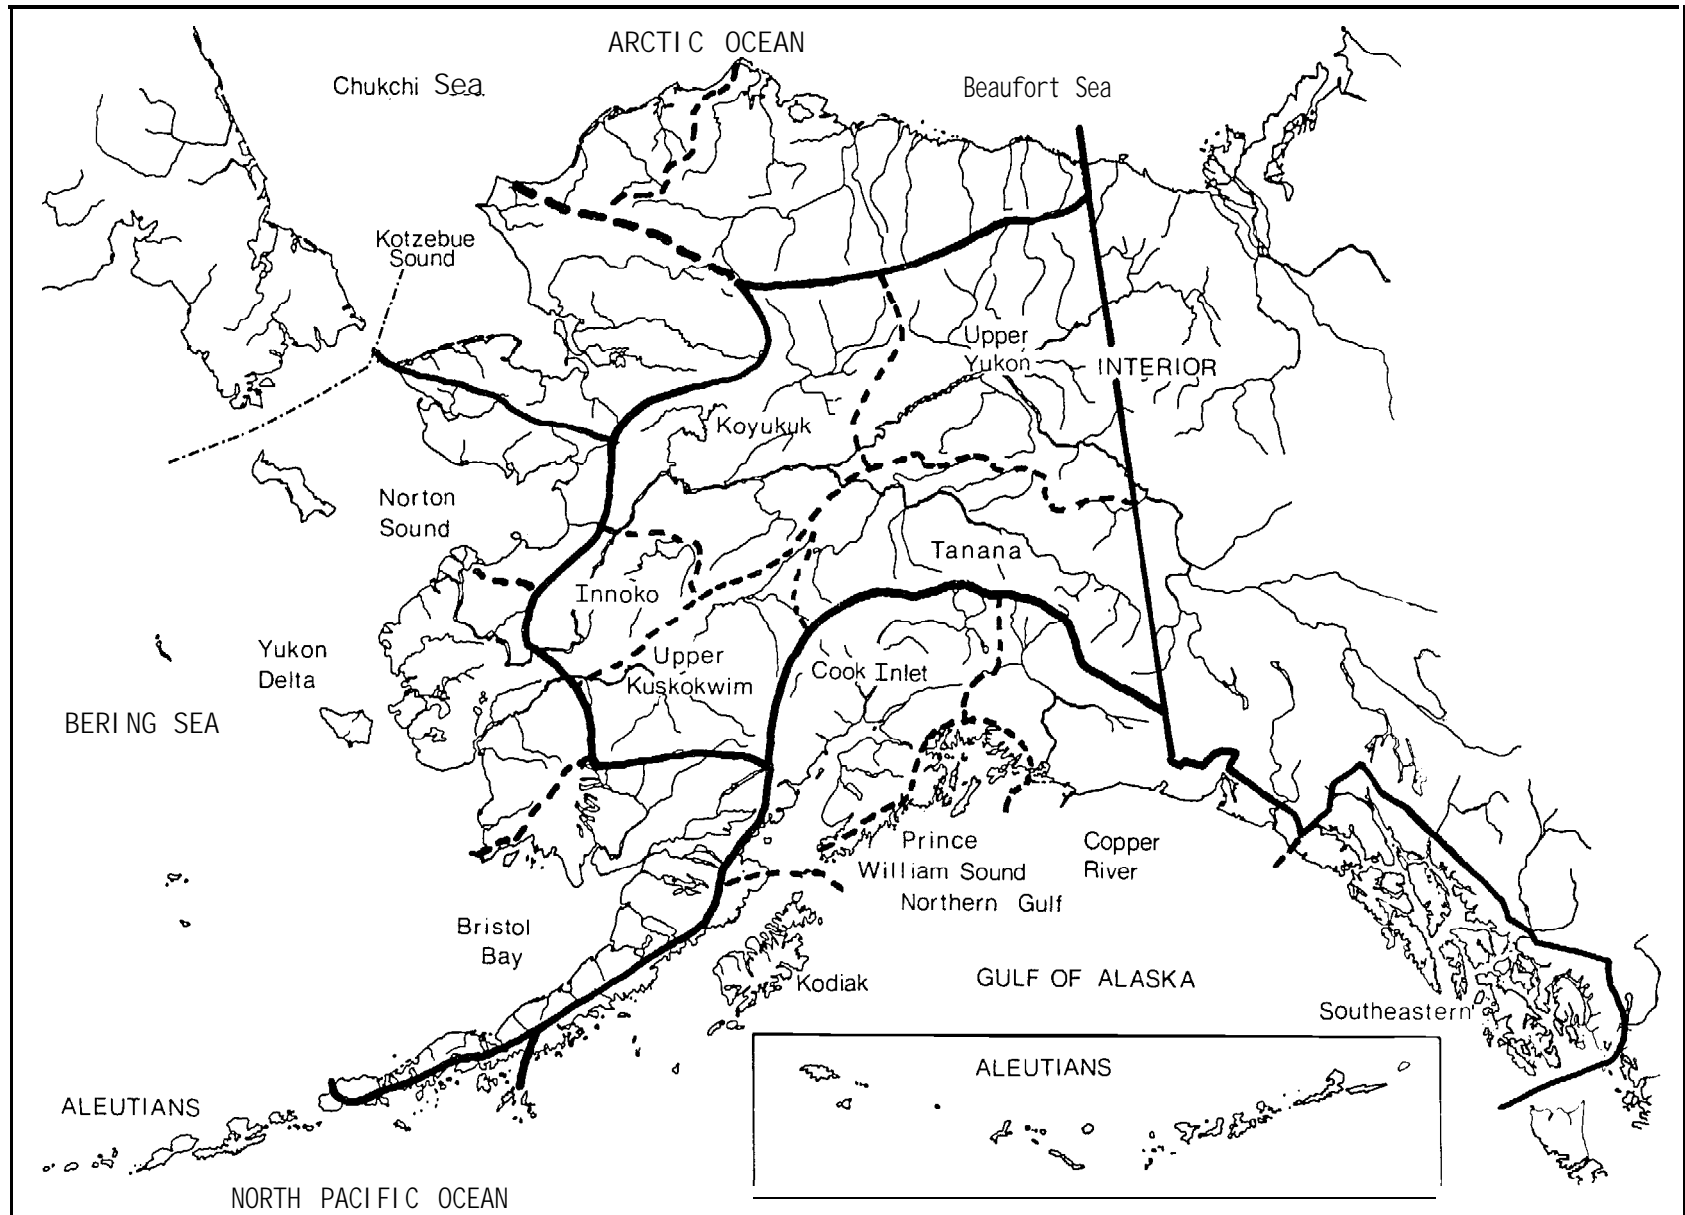 ARCTIC OCEAN
Chukchi Sea
Beaufort Sea
Kotzebue
Sound
Upper
Yukon
INTERIOR
Koyukuk
Norton
Sound
Tanana
Innoko
Yukon
Delta
Upper
Kuskokwim
Cook Inlet
BERING SEA
Prince
William Sound
Northern Gulf
Copper
River
Bristol
Bay
Kodiak
GULF OF ALASKA
Southeastern
ALEUTIANS
ALEUTIANS
NORTH PACIFIC OCEAN